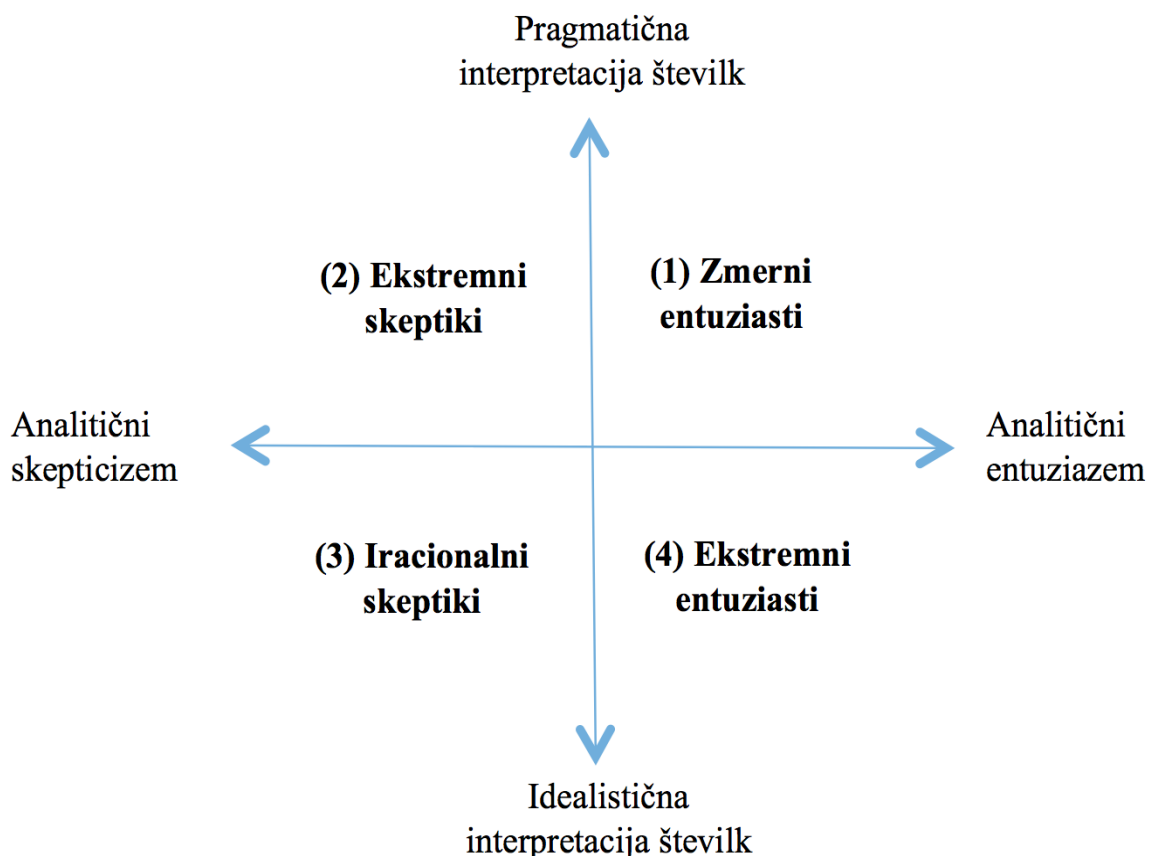 Pragmatična
interpretacija številk
(2) Ekstremni
skeptiki
(1) Zmerni
entuziasti
Analitični
skepticizem
Analitični
entuziazem
(3) Iracionalni
skeptiki
(4) Ekstremni
entuziasti
Idealistična
interpretacija številk